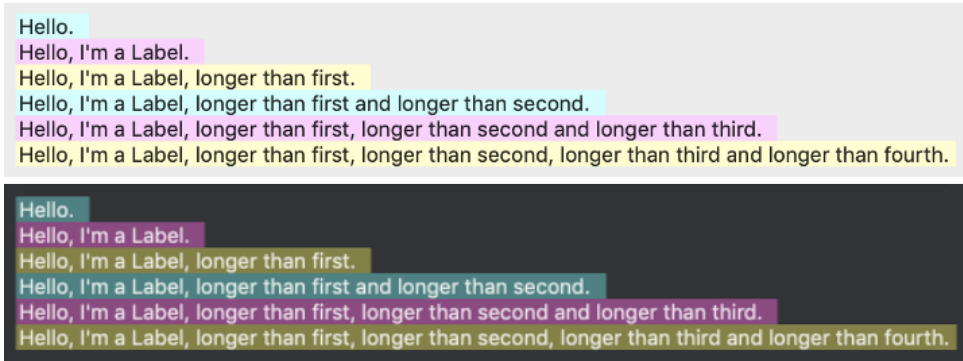 Hello.
Hello, I'm a Label.
Hello, I'm a Label, longer than first.
Hello, I'm a Label, longer than first and longer than second.
Hello, I'm a Label, longer than first, longer than second and longer than third.
Hello, I'm a Label, longer than first, longer than second, longer than third and longer than fourth.
Hello.
Hello, I'm a Label.
Hello, I'm a Label, longer than first.
Hello, I'm a Label, longer than first and longer than second.
Hello, I'm a Label, longer than first, longer than second and longer than third.
Hello, I'm a Label, longer than first, longer than second, longer than third and longer than fourth.